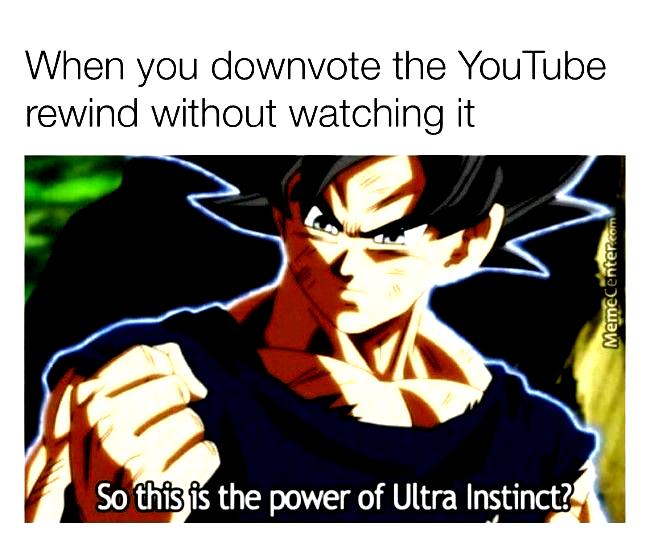 When you downvote the YouTube
rewind without watching it
MemeCenter.com
So this is the power of Ultra Instinct?